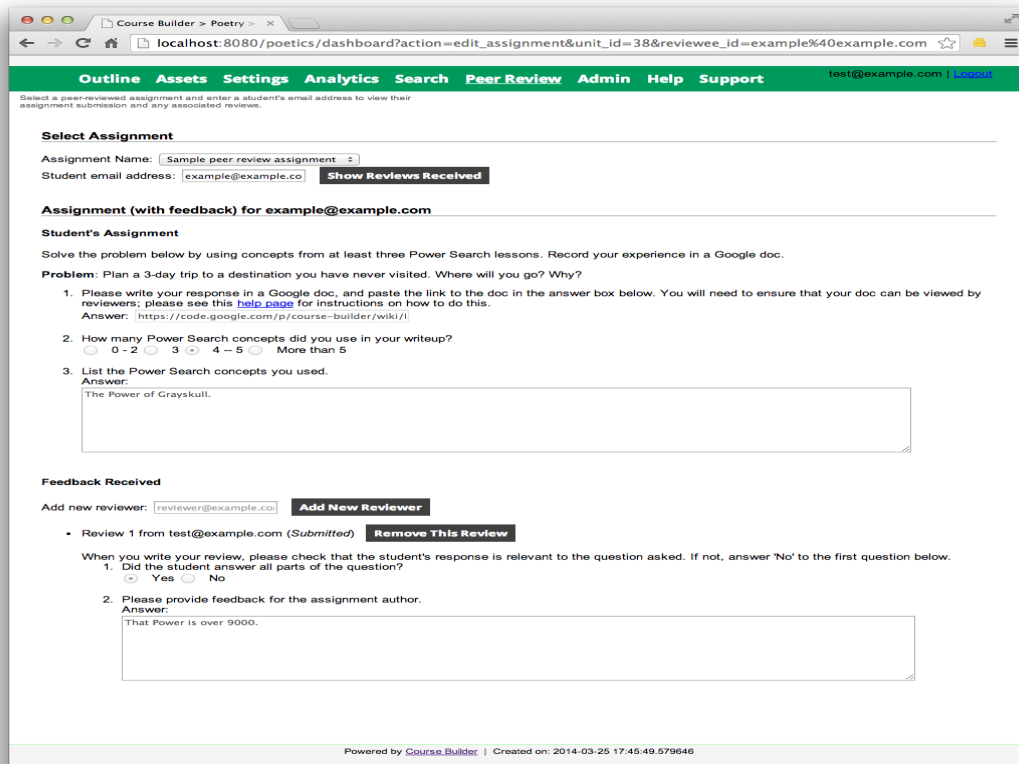 Course Builder > Poetry >
localhost:8080/poetics/dashboard?action=edit_assignment&unit_id=38&reviewee_id=example%40example.com
Outline Assets Settings Analytics Search Peer Review Admin Help Support test@example.com | Logout
Select a peer-reviewed assignment and enter a student's email address to view their
assignment submission and any associated reviews.
Select Assignment
Assignment Name: Sample peer review assignment
Student email address: example@example.co Show Reviews Received
Assignment (with feedback) for example@example.com
Student's Assignment
Solve the problem below by using concepts from at least three Power Search lessons. Record your experience in a Google doc.
Problem: Plan a 3-day trip to a destination you have never visited. Where will you go? Why?
1. Please write your response in a Google doc, and paste the link to the doc in the answer box below. You will need to ensure that your doc can be viewed by
reviewers; please see this help page for instructions on how to do this.
Answer: https://code.google.com/p/course-builder/wiki/I
2. How many Power Search concepts did you use in your writeup?
0 - 2 3 4 -- 5 More than 5
3. List the Power Search concepts you used.
Answer:
The Power of Grayskull.
Feedback Received
Add new reviewer: reviewer@example.co Add New Reviewer
• Review 1 from test@example.com (Submitted) Remove This Review
When you write your review, please check that the student's response is relevant to the question asked. If not, answer 'No' to the first question below.
1. Did the student answer all parts of the question?
Yes No
2. Please provide feedback for the assignment author.
Answer:
That Power is over 9000.
Powered by Course Builder | Created on: 2014-03-25 17:45:49.579646